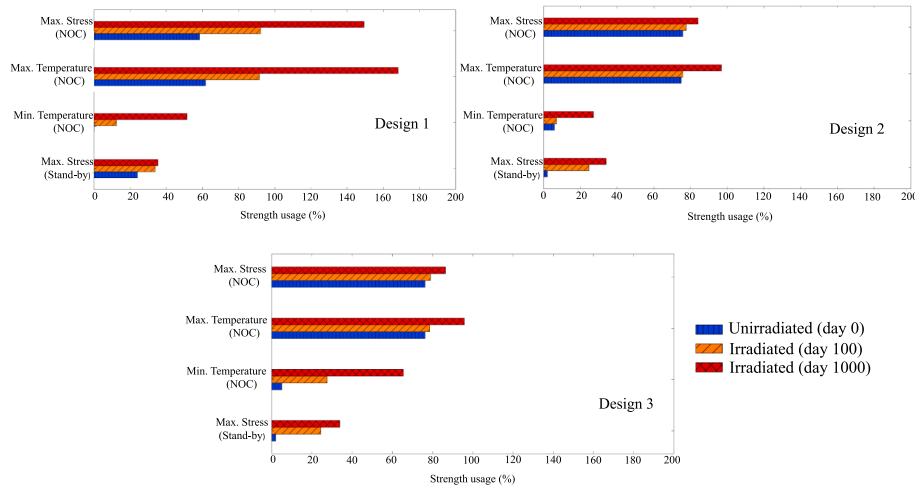 Max. Stress
(NOC)
Max. Temperature
(NOC)
Min. Temperature
(NOC)
Max. Stress
(Stand-by)
Design 1
0 20 40 60 80 100 120 140 160 180 200
Strength usage (%)
Max. Stress
(NOC)
Max. Temperature
(NOC)
Min. Temperature
(NOC)
Max. Stress
(Stand-by)
Design 2
0 20 40 60 80 100 120 140 160 180 200
Strength usage (%)
Max. Stress
(NOC)
Max. Temperature
(NOC)
Min. Temperature
(NOC)
Max. Stress
(Stand-by)
Design 3
0 20 40 60 80 100 120 140 160 180 200
Strength usage (%)
Unirradiated (day 0)
Irradiated (day 100)
Irradiated (day 1000)